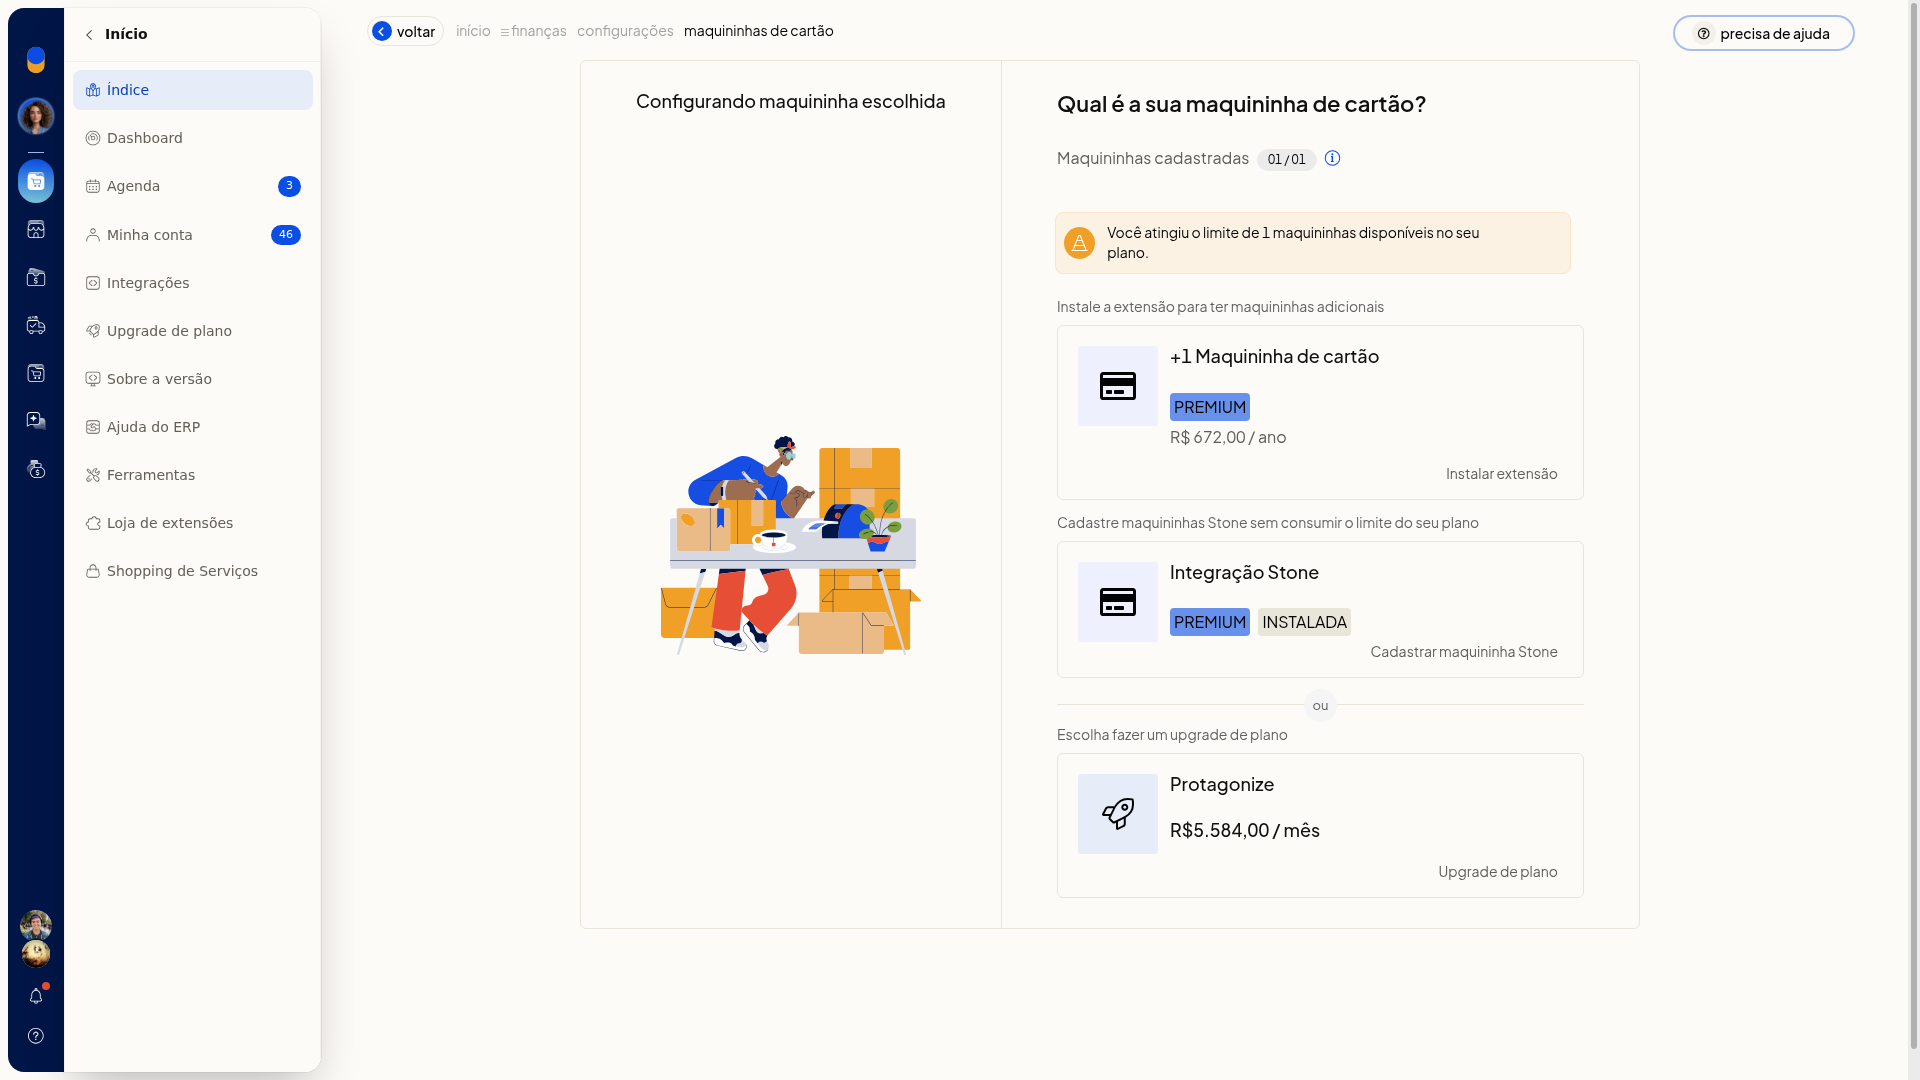 Início
Índice
Dashboard
Agenda 3
Minha conta 46
Integrações
Upgrade de plano
Sobre a versão
Ajuda do ERP
Ferramentas
Loja de extensões
Shopping de Serviços
voltar início finanças configurações maquininhas de cartão
precisa de ajuda
Configurando maquininha escolhida
Qual é a sua maquininha de cartão?
Maquininhas cadastradas 01 / 01
Você atingiu o limite de 1 maquininhas disponíveis no seu
plano.
Instale a extensão para ter maquininhas adicionais
+1 Maquininha de cartão
PREMIUM
R$ 672,00 / ano
Instalar extensão
Cadastre maquininhas Stone sem consumir o limite do seu plano
Integração Stone
PREMIUM INSTALADA
Cadastrar maquininha Stone
ou
Escolha fazer um upgrade de plano
Protagonize
R$5.584,00 / mês
Upgrade de plano